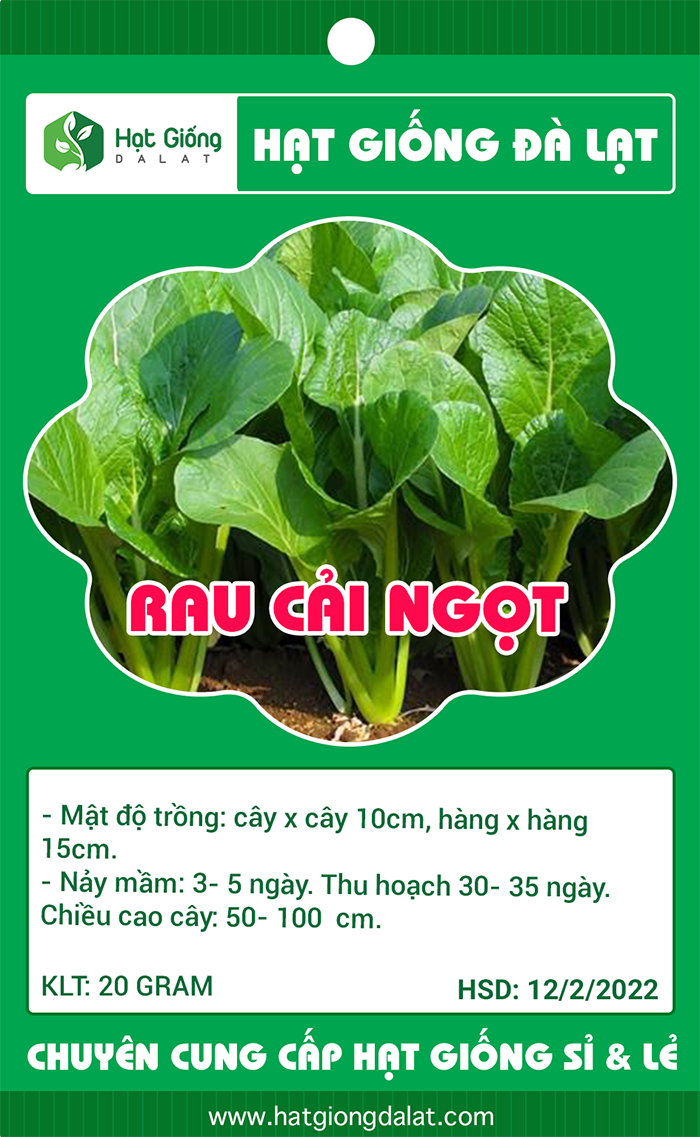 Hạt Giống
DALAT
HẠT GIỐNG ĐÀ LẠT
RAU CẢI NGỌT
- Mật độ trồng: cây x cây 10cm, hàng x hàng
15cm.
- Nảy mầm: 3- 5 ngày. Thu hoạch 30- 35 ngày.
Chiều cao cây: 50- 100 cm.
KLT: 20 GRAM
HSD: 12/2/2022
CHUYÊN CUNG CẤP HẠT GIỐNG SỈ & LẺ
www.hatgiongdalat.com